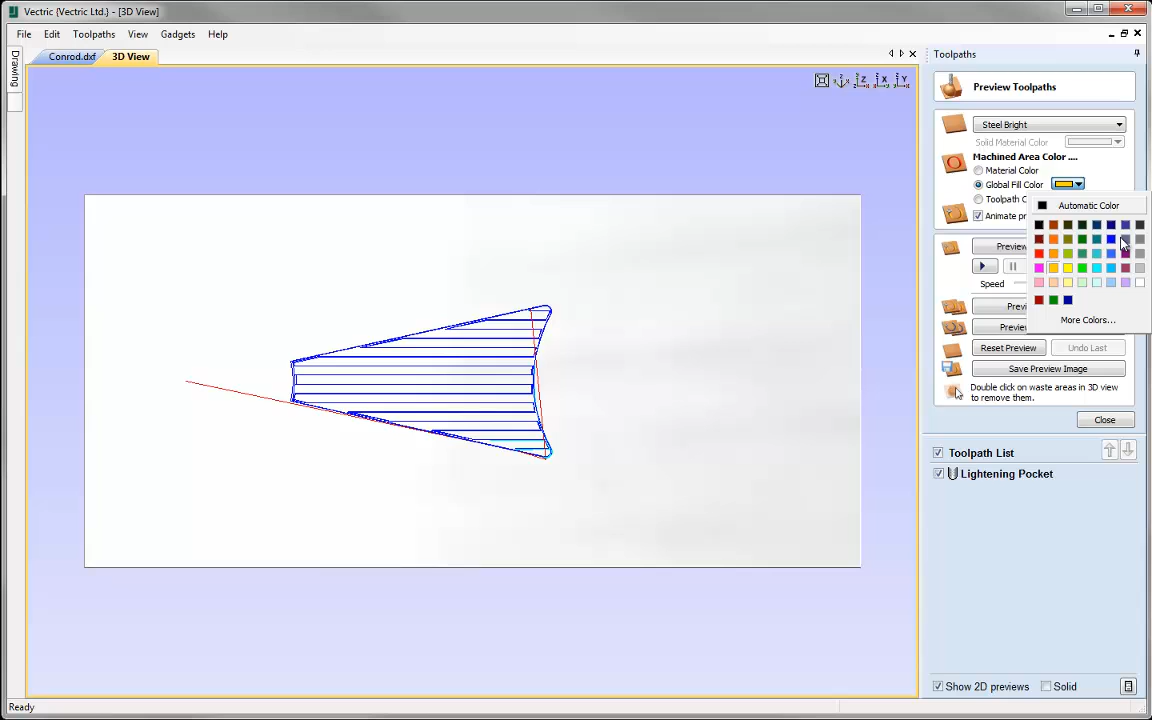 Vectric {Vectric Ltd.} - [3D View]
File Edit Toolpaths View Gadgets Help
Drawing
Conrod.dxf 3D View
Toolpaths
Preview Toolpaths
Steel Bright
Solid Material Color
Machined Area Color ....
Material Color
Global Fill Color
Toolpath C
Automatic Color
Animate pr
Preview
Speed
Previ
More Colors...
Preview
Reset Preview Undo Last
Save Preview Image
Double click on waste areas in 3D view
to remove them.
Close
Toolpath List
Lightening Pocket
Show 2D previews Solid
Ready